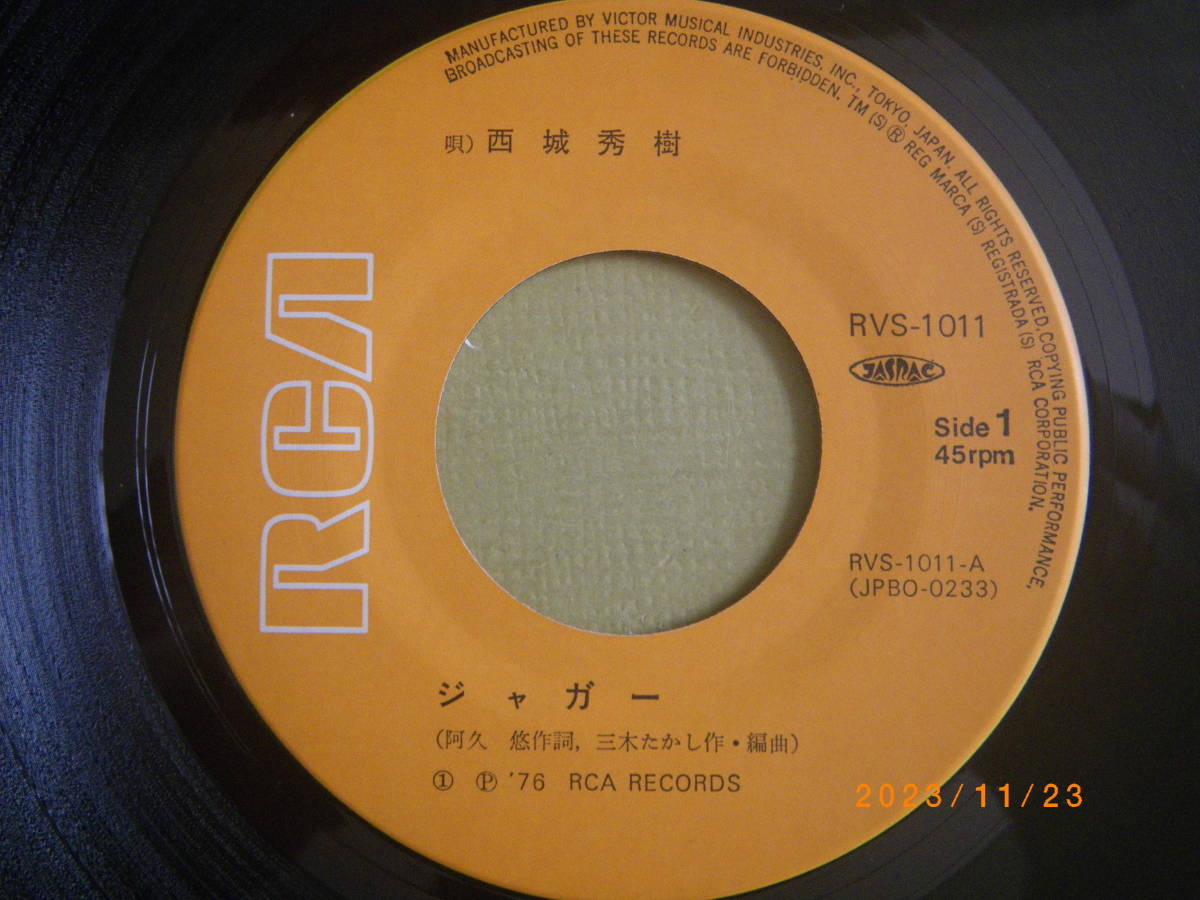 MANUFACTURED BY VICTOR MUSICAL INDUSTRIES, INC., TOKYO, JAPAN. ALL RIGHTS RESERVED. COPYING PUBLIC PERFORMANCE,
BROADCASTING OF THESE RECORDS ARE FORBIDDEN. TM (S) ® REG MARCA (S) REGISTRADA (S) RCA CORPORATION.
唄) 西城秀樹
RCA
RVS-1011
JASRAC
Side 1
45rpm
RVS-1011-A
(JPBO-0233)
ジャガー
(阿久 悠作詞, 三木たかし作・編曲)
① Ⓟ '76 RCA RECORDS
2023/11/23